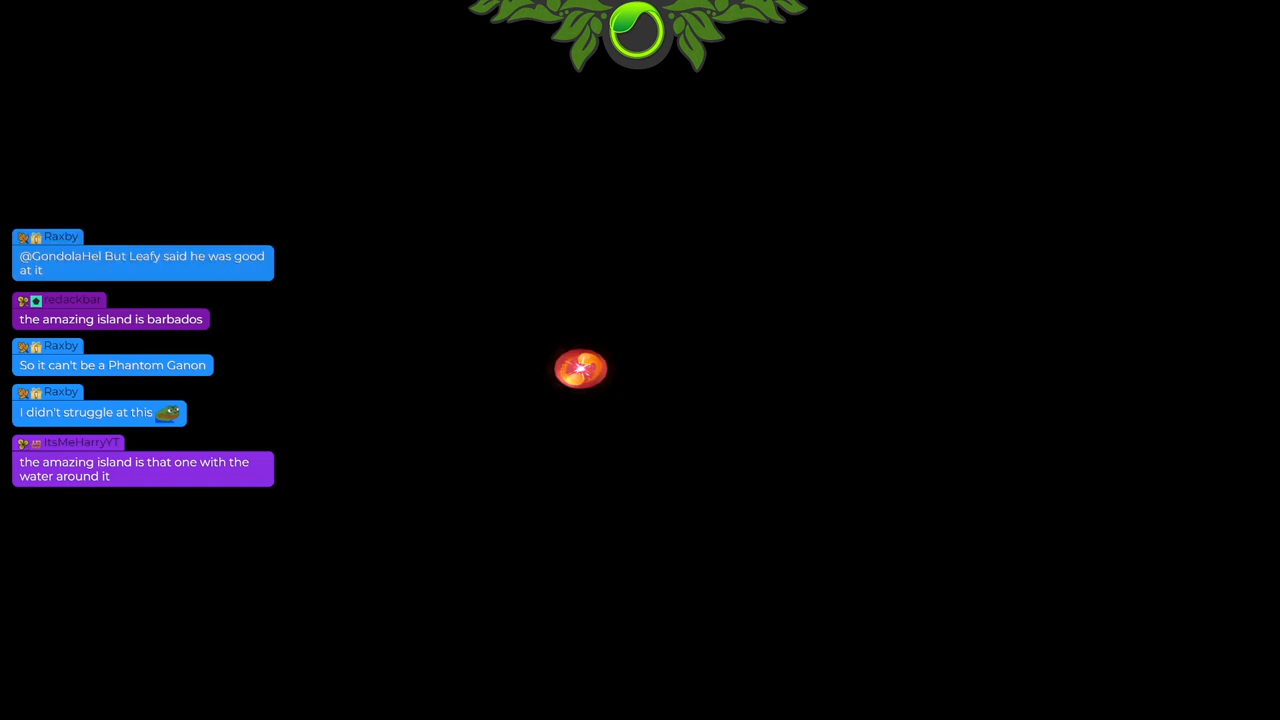 Raxby
@GondolaHel But Leafy said he was good
at it
redackbar
the amazing island is barbados
Raxby
So it can't be a Phantom Ganon
Raxby
I didn't struggle at this
ItsMeHarryYT
the amazing island is that one with the
water around it